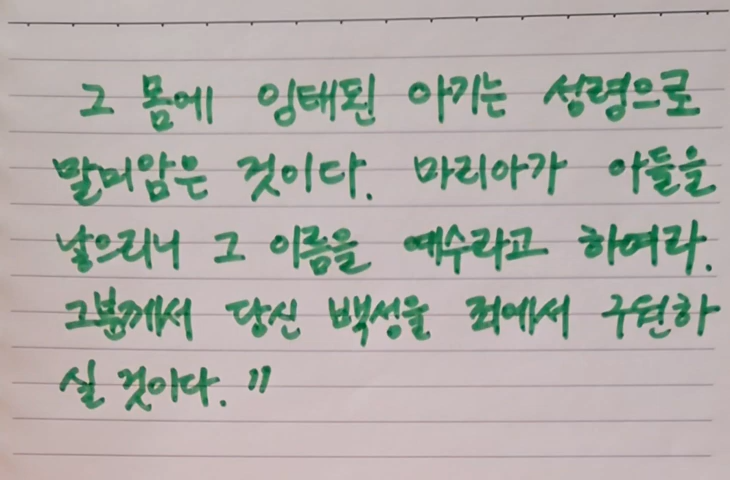 그 몸에 잉태된 아기는 성령으로
말미암은 것이다. 마리아가 아들을
낳으리니 그 이름을 예수라고 하여라.
그분께서 당신 백성을 죄에서 구원하
실 것이다. "